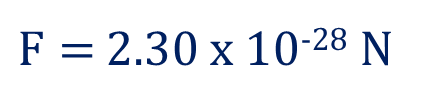 F = 2.30 x 10⁻²⁸ N